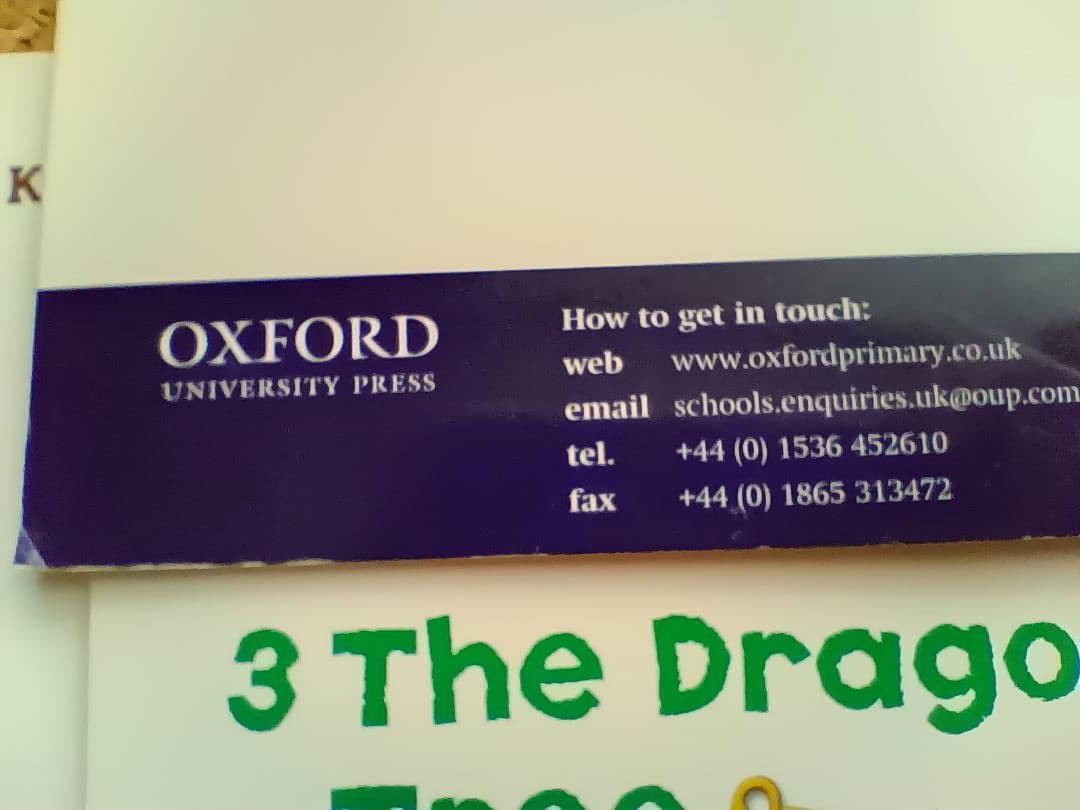 K
OXFORD
UNIVERSITY PRESS
How to get in touch:
web www.oxfordprimary.co.uk
email schools.enquiries.uk@oup.com
tel. +44 (0) 1536 452610
fax +44 (0) 1865 313472
3 The Drago
Tree